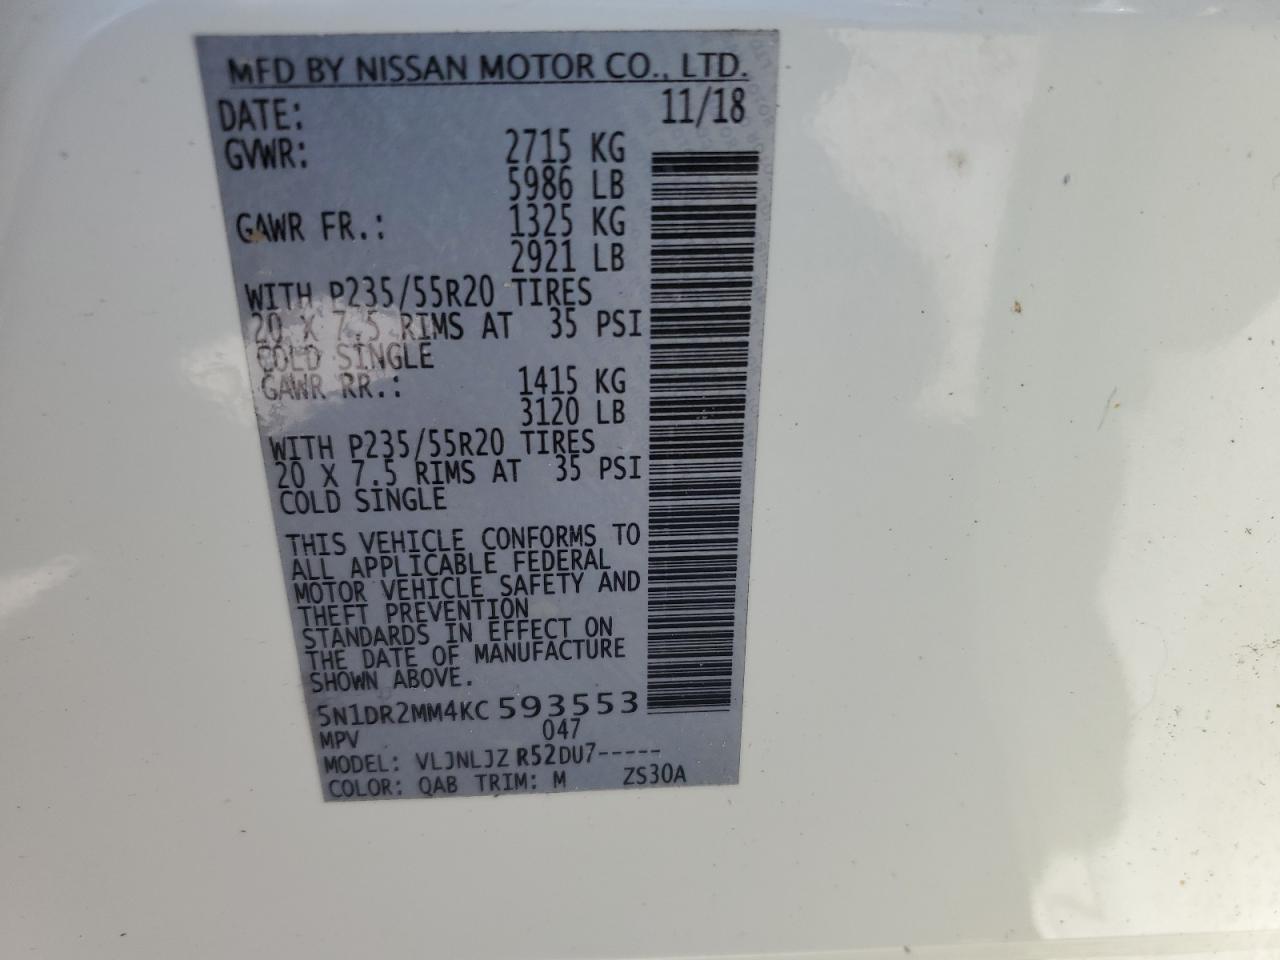 MFD BY NISSAN MOTOR CO., LTD.
DATE: 11/18
GVWR: 2715 KG
5986 LB
GAWR FR.: 1325 KG
2921 LB
WITH P235/55R20 TIRES
20 X 7.5 RIMS AT 35 PSI
COLD SINGLE
GAWR RR.: 1415 KG
3120 LB
WITH P235/55R20 TIRES
20 X 7.5 RIMS AT 35 PSI
COLD SINGLE
THIS VEHICLE CONFORMS TO
ALL APPLICABLE FEDERAL
MOTOR VEHICLE SAFETY AND
THEFT PREVENTION
STANDARDS IN EFFECT ON
THE DATE OF MANUFACTURE
SHOWN ABOVE.
5N1DR2MM4KC593553
MPV 047
MODEL: VLJNLJZ R52DU7-----
COLOR: QAB TRIM: M ZS30A